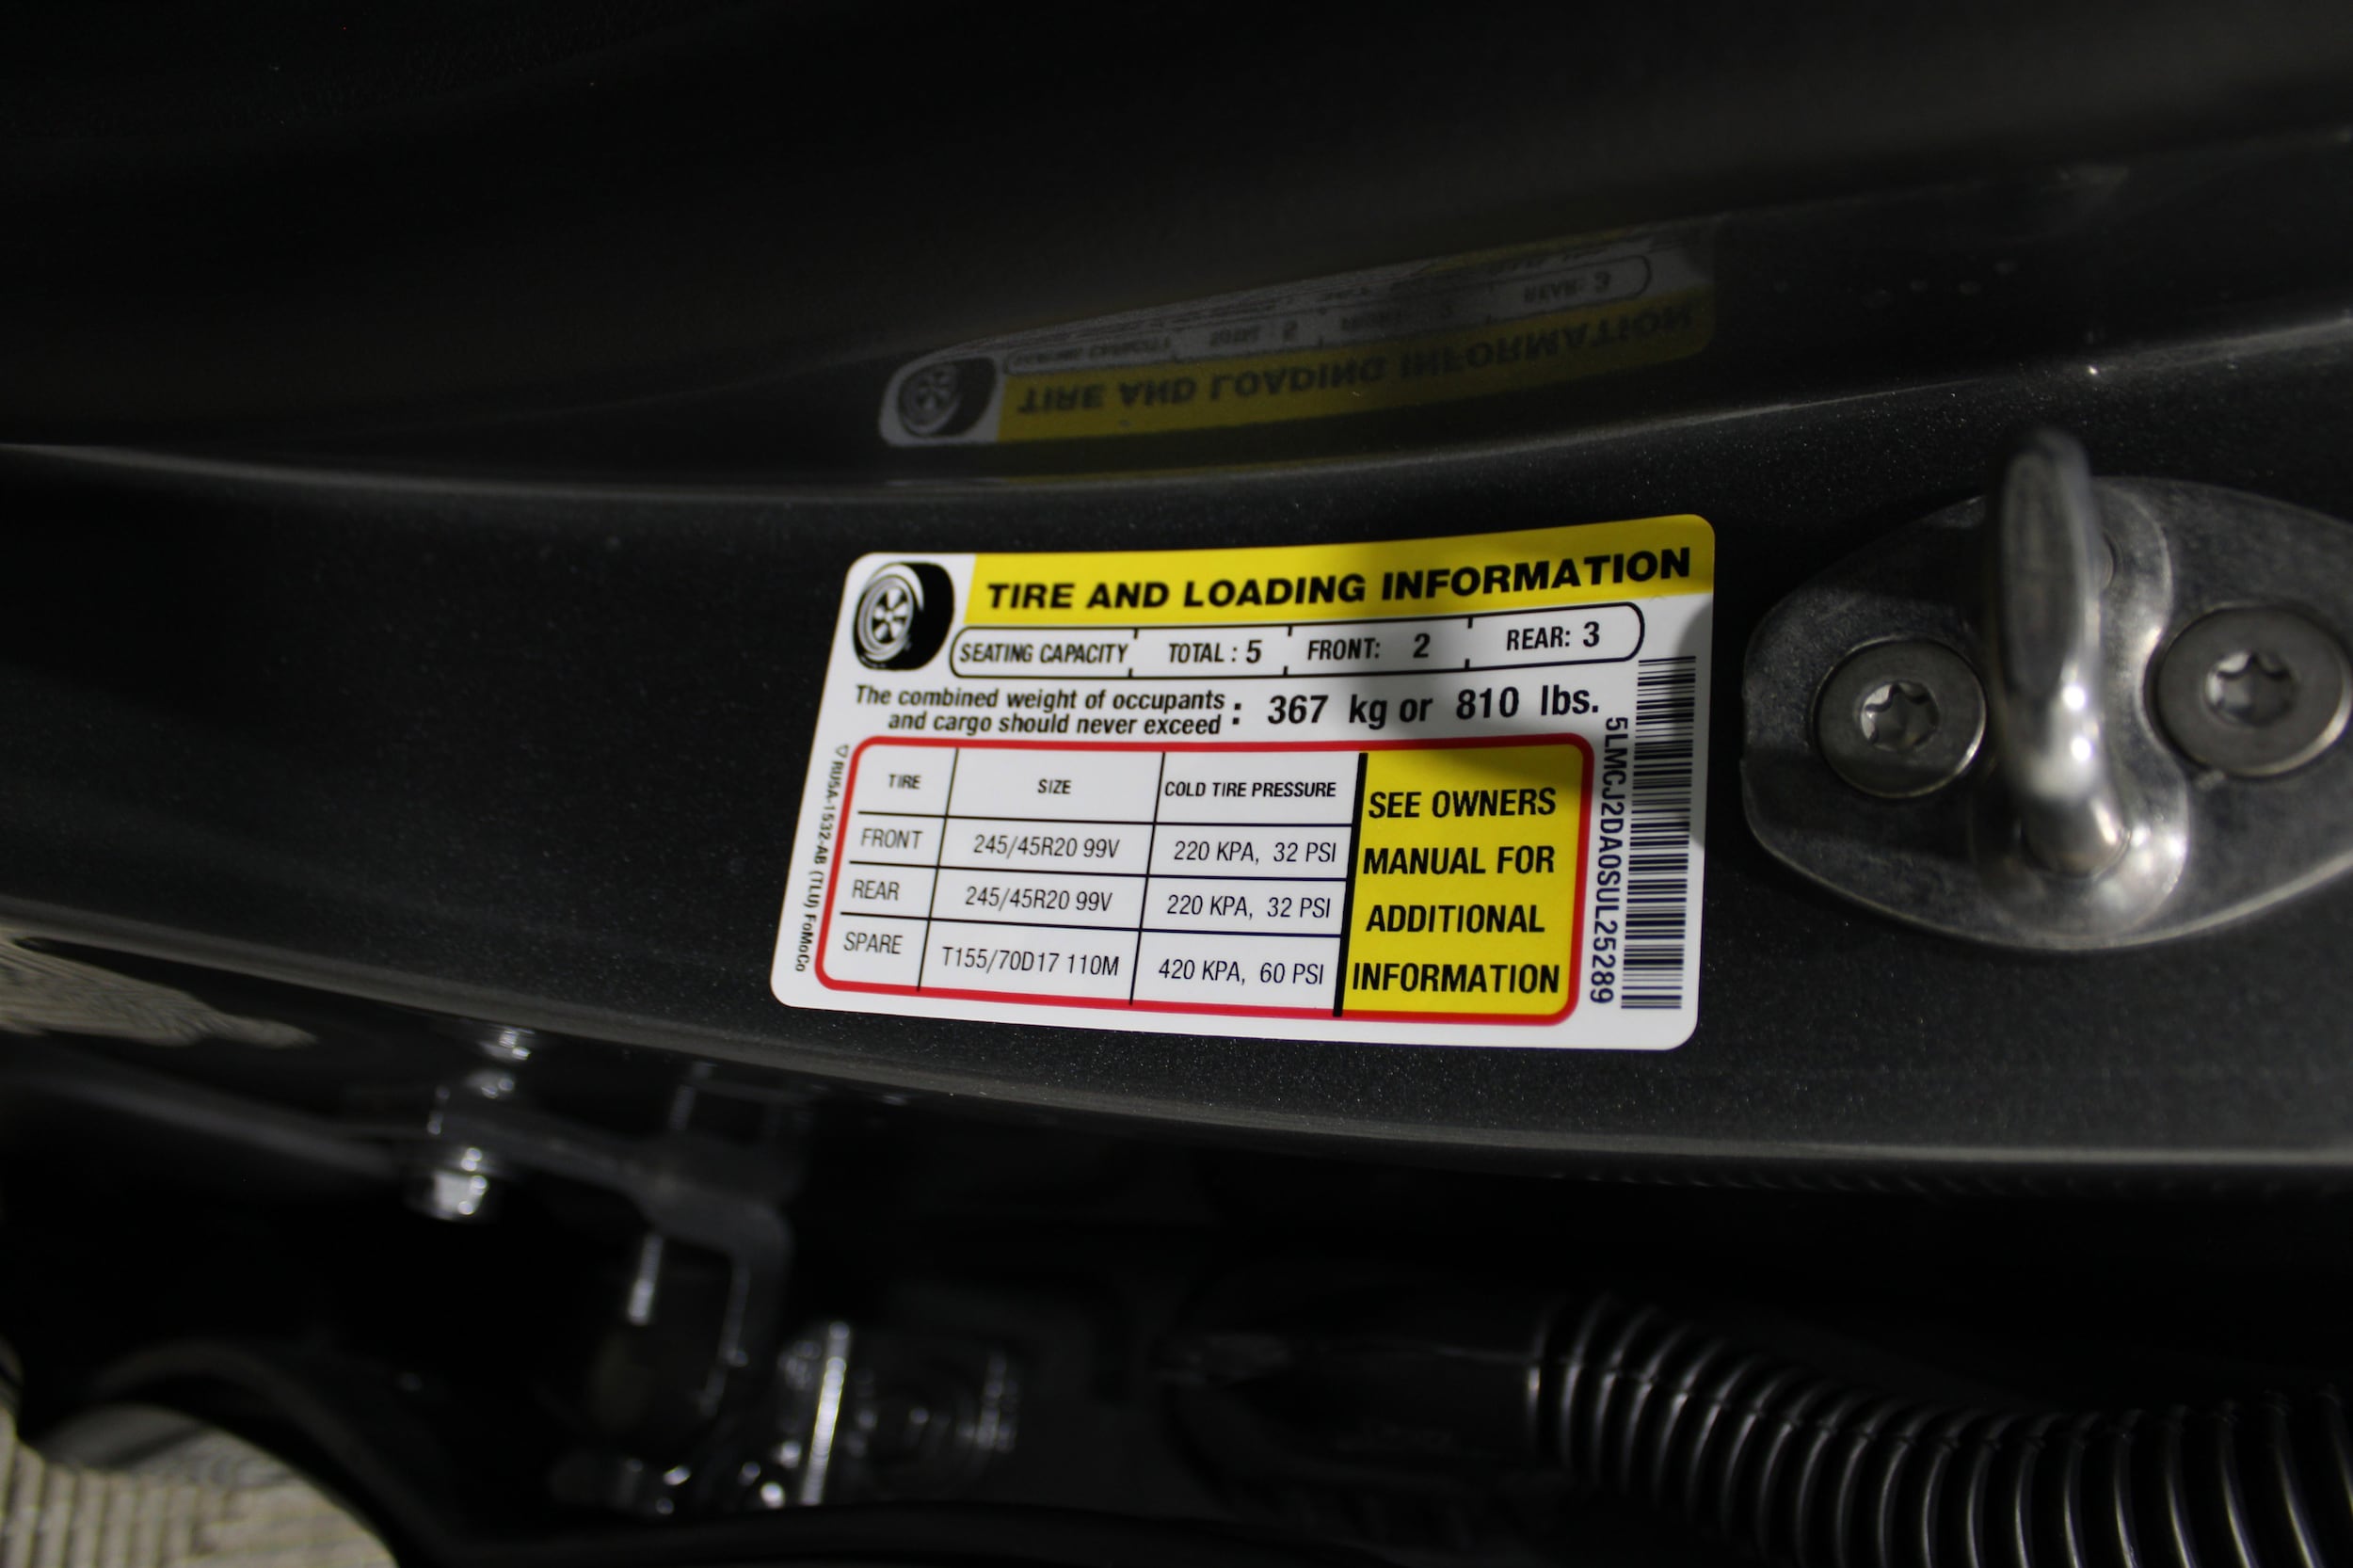 TIRE AND LOADING INFORMATION
SEATING CAPACITY TOTAL : 5 FRONT: 2 REAR: 3
The combined weight of occupants
and cargo should never exceed : 367 kg or 810 lbs.
TIRE SIZE COLD TIRE PRESSURE
FRONT 245/45R20 99V 220 KPA, 32 PSI
REAR 245/45R20 99V 220 KPA, 32 PSI
SPARE T155/70D17 110M 420 KPA, 60 PSI
SEE OWNERS
MANUAL FOR
ADDITIONAL
INFORMATION
5LMCJ2DA0SUL25289
▽ RU5A-1532-AB (TLU) FoMoCo